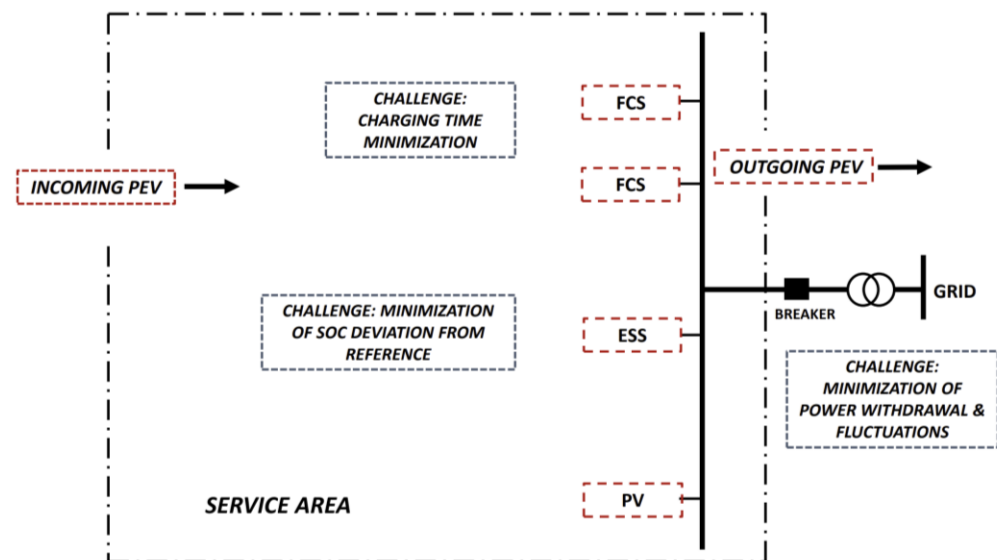 CHALLENGE:
CHARGING TIME
MINIMIZATION
FCS
INCOMING PEV
FCS
OUTGOING PEV
CHALLENGE: MINIMIZATION
OF SOC DEVIATION FROM
REFERENCE
ESS
BREAKER
GRID
CHALLENGE:
MINIMIZATION OF
POWER WITHDRAWAL &
FLUCTUATIONS
SERVICE AREA
PV